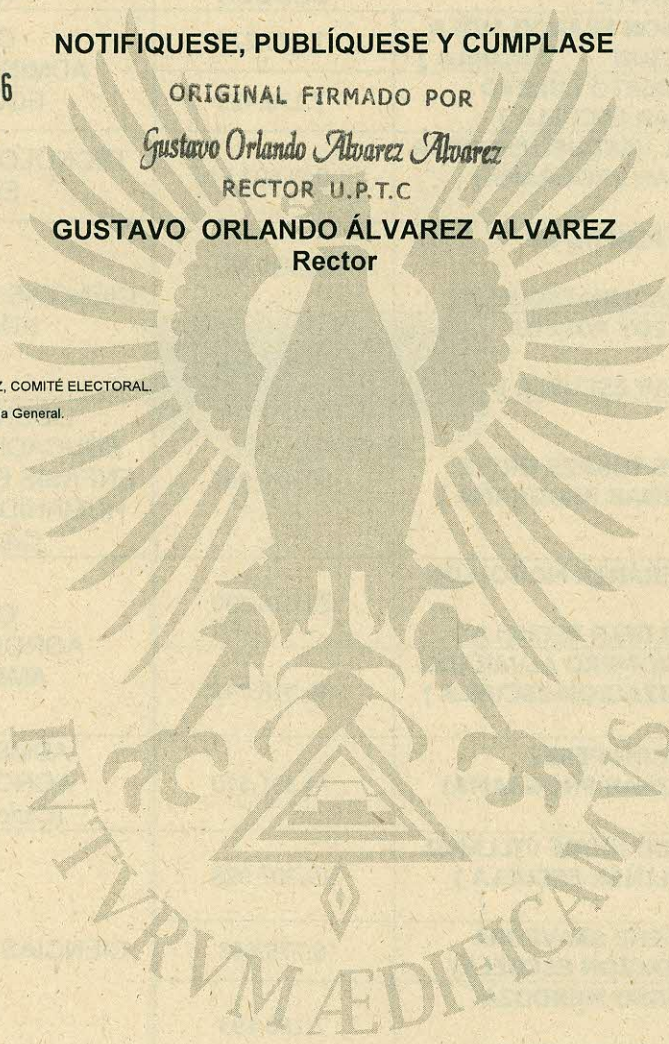 NOTIFIQUESE, PUBLÍQUESE Y CÚMPLASE
6
ORIGINAL FIRMADO POR
Gustavo Orlando Alvarez Alvarez
RECTOR U.P.T.C
GUSTAVO ORLANDO ÁLVAREZ ALVAREZ
Rector
Z, COMITÉ ELECTORAL.
a General.
FVTVRVM ÆDIFICAMVS